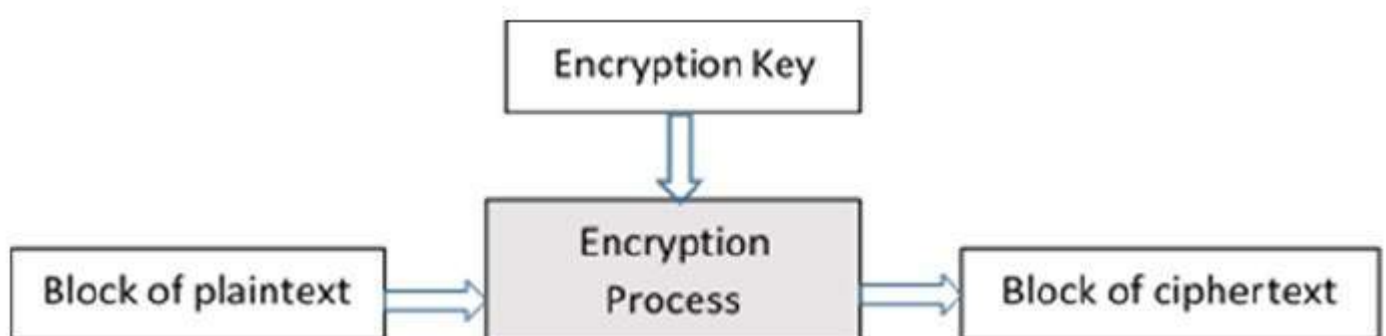 Encryption Key
Encryption
Process
Block of plaintext
Block of ciphertext